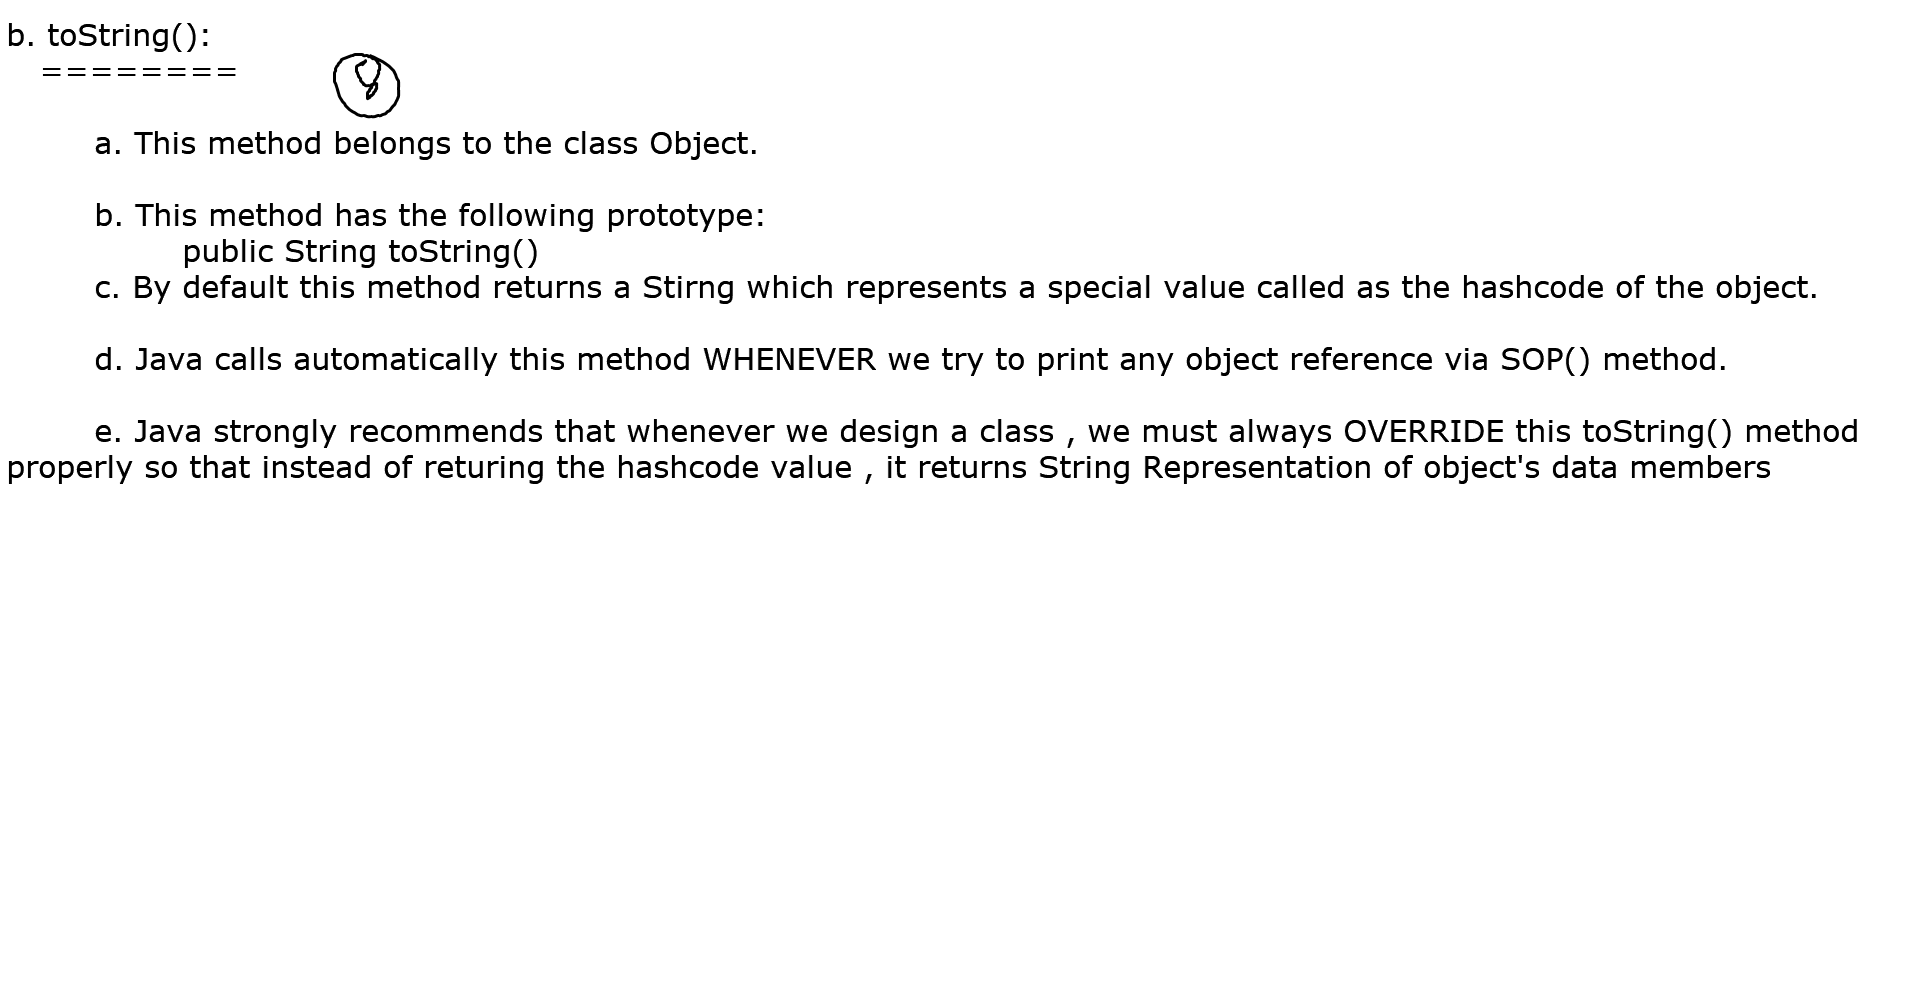 b. toString():
========
8
a. This method belongs to the class Object.
b. This method has the following prototype:
public String toString()
c. By default this method returns a Stirng which represents a special value called as the hashcode of the object.
d. Java calls automatically this method WHENEVER we try to print any object reference via SOP() method.
e. Java strongly recommends that whenever we design a class , we must always OVERRIDE this toString() method
properly so that instead of returing the hashcode value , it returns String Representation of object's data members